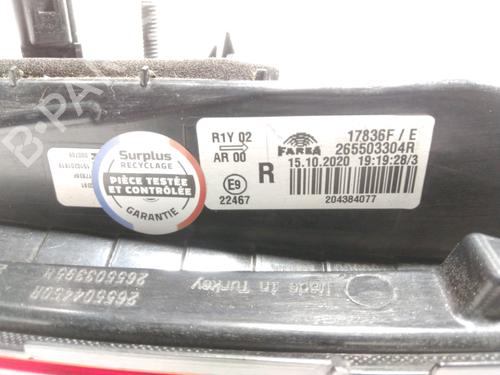 B-PA
R1Y 02
AR 00
E9
22467
FARBA
17836F / E
265503304R
R
15.10.2020 19:19:28/3
204384077
Surplus
RECYCLAGE
PIÈCE TESTÉE
ET CONTRÔLÉE
GARANTIE
265504450R
265503395R
Made in
Turkey